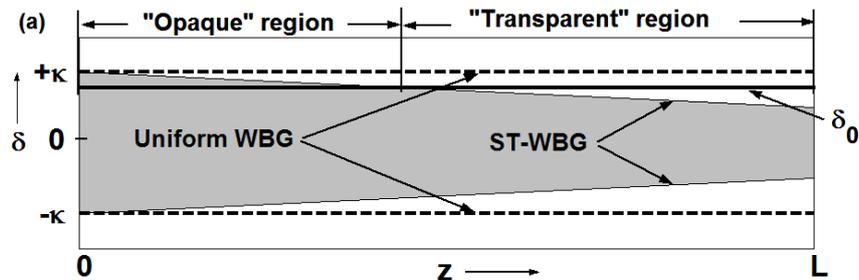 (a) "Opaque" region "Transparent" region
+κ
δ 0 Uniform WBG ST-WBG δ0
-κ
0 z L